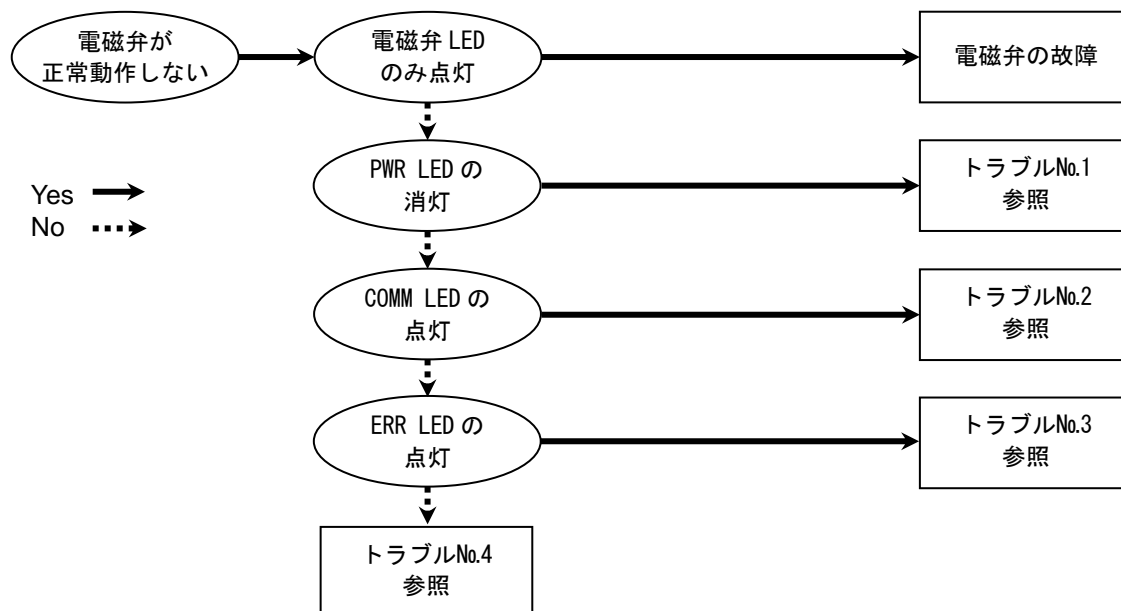 電磁弁が
正常動作しない
電磁弁 LED
のみ点灯
電磁弁の故障
PWR LED の
消灯
トラブル№1
参照
Yes
No
COMM LED の
点灯
トラブル№2
参照
ERR LED の
点灯
トラブル№3
参照
トラブル№4
参照